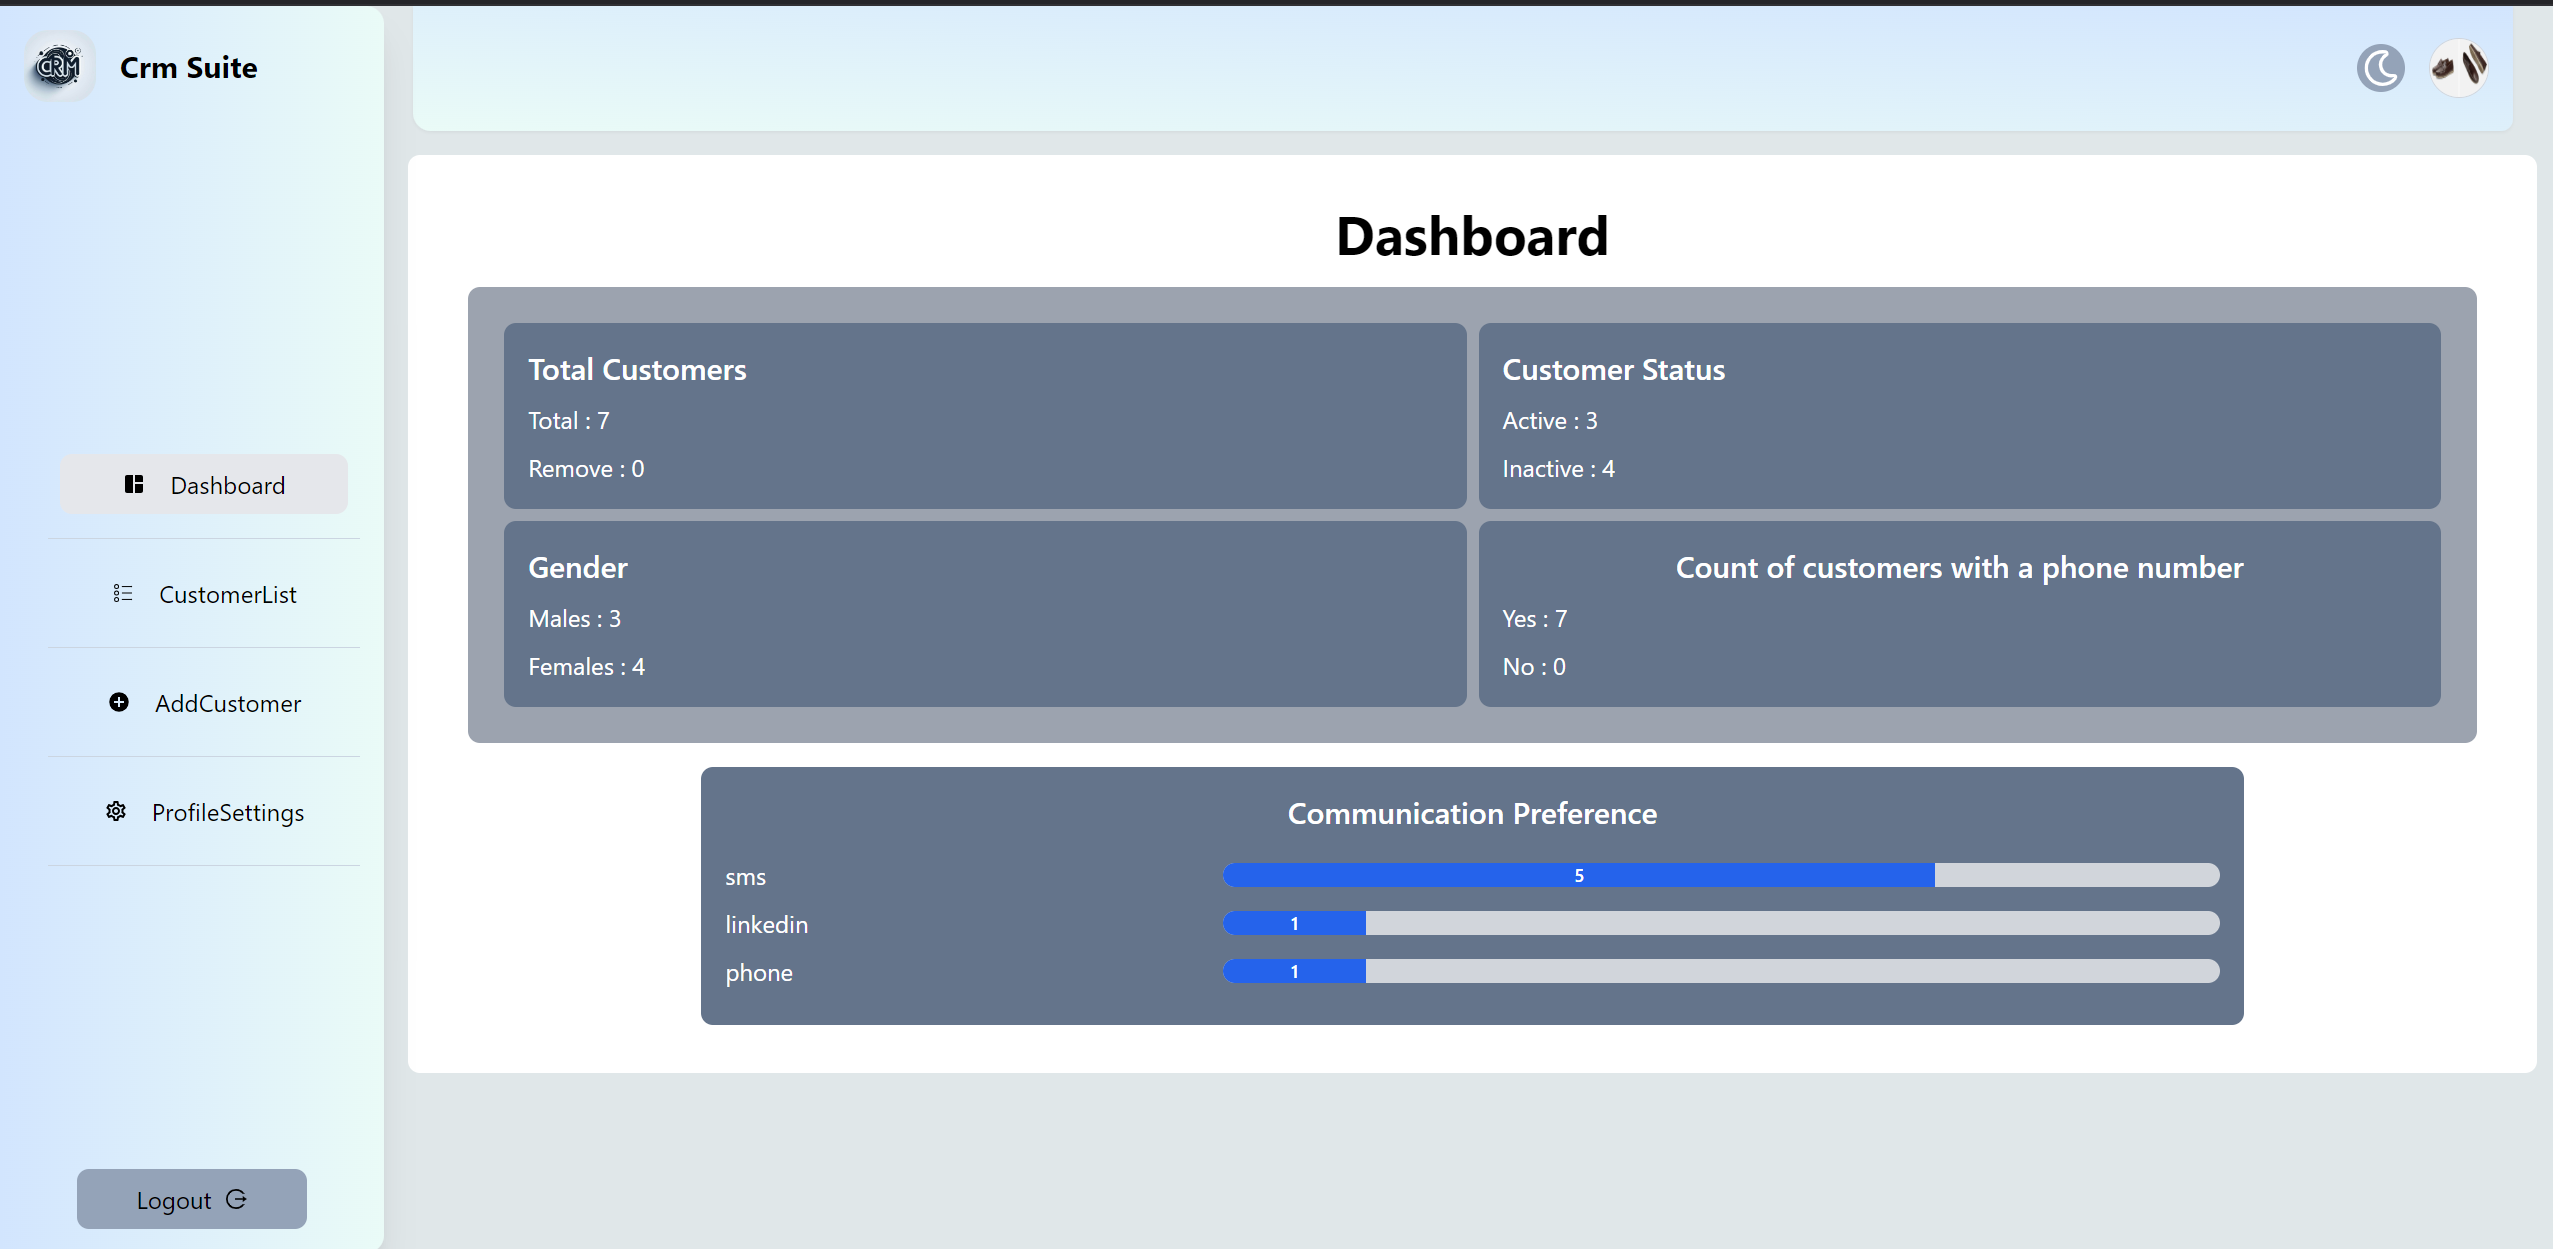 CRM
Crm Suite
Dashboard
CustomerList
AddCustomer
ProfileSettings
Logout
Dashboard
Total Customers
Total : 7
Remove : 0
Customer Status
Active : 3
Inactive : 4
Gender
Males : 3
Females : 4
Count of customers with a phone number
Yes : 7
No : 0
Communication Preference
sms 5
linkedin 1
phone 1